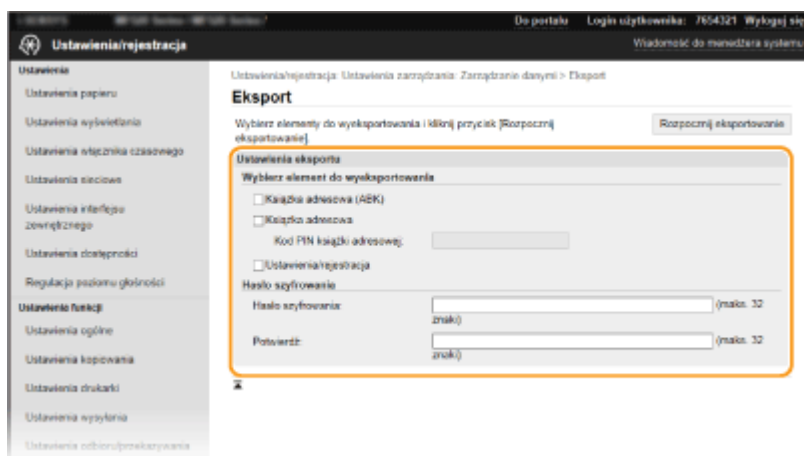 Do portalu Login użytkownika: 7654321 Wyloguj się
Ustawienia/rejestracja
Wiadomość do menedżera systemu
Ustawienia
Ustawienia papieru
Ustawienia wyświetlania
Ustawienia włącznika czasowego
Ustawienia sieciowe
Ustawienia interfejsu
zewnętrznego
Ustawienia dostępności
Regulacja poziomu głośności
Ustawienia funkcji
Ustawienia ogólne
Ustawienia kopiowania
Ustawienia drukarki
Ustawienia wysyłania
Ustawienia odbioru/przekazywania
Ustawienia/rejestracja: Ustawienia zarządzania: Zarządzanie danymi > Eksport
Eksport
Wybierz elementy do wyeksportowania i kliknij przycisk [Rozpocznij
eksportowanie].
Rozpocznij eksportowanie
Ustawienia eksportu
Wybierz element do wyeksportowania
Książka adresowa (ABK)
Książka adresowa
Kod PIN książki adresowej:
Ustawienia/rejestracja
Hasło szyfrowania
Hasło szyfrowania: (maks. 32
znaki)
Potwierdź: (maks. 32
znaki)